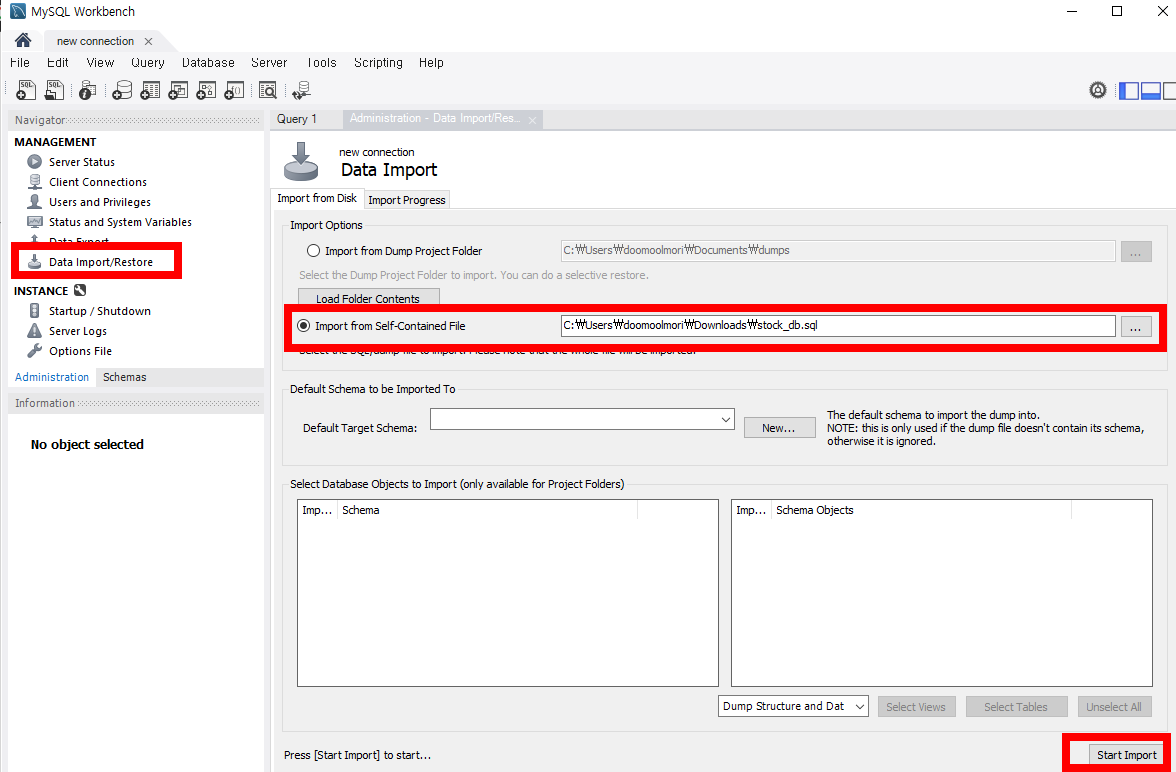 MySQL Workbench
new connection
File Edit View Query Database Server Tools Scripting Help
Navigator
MANAGEMENT
Server Status
Client Connections
Users and Privileges
Status and System Variables
Data Export
Data Import/Restore
INSTANCE
Startup / Shutdown
Server Logs
Options File
Administration Schemas
Information
No object selected
Query 1 Administration - Data Import/Res...
new connection
Data Import
Import from Disk Import Progress
Import Options
Import from Dump Project Folder C:₩Users₩doomoolmori₩Documents₩dumps ...
Select the Dump Project Folder to import. You can do a selective restore.
Load Folder Contents
Import from Self-Contained File C:₩Users₩doomoolmori₩Downloads₩stock_db.sql ...
Select the SQL/dump file to import. Please note that the whole file will be imported.
Default Schema to be Imported To
Default Target Schema: New...
The default schema to import the dump into.
NOTE: this is only used if the dump file doesn't contain its schema,
otherwise it is ignored.
Select Database Objects to Import (only available for Project Folders)
Imp... Schema
Imp... Schema Objects
Dump Structure and Dat Select Views Select Tables Unselect All
Press [Start Import] to start...
Start Import